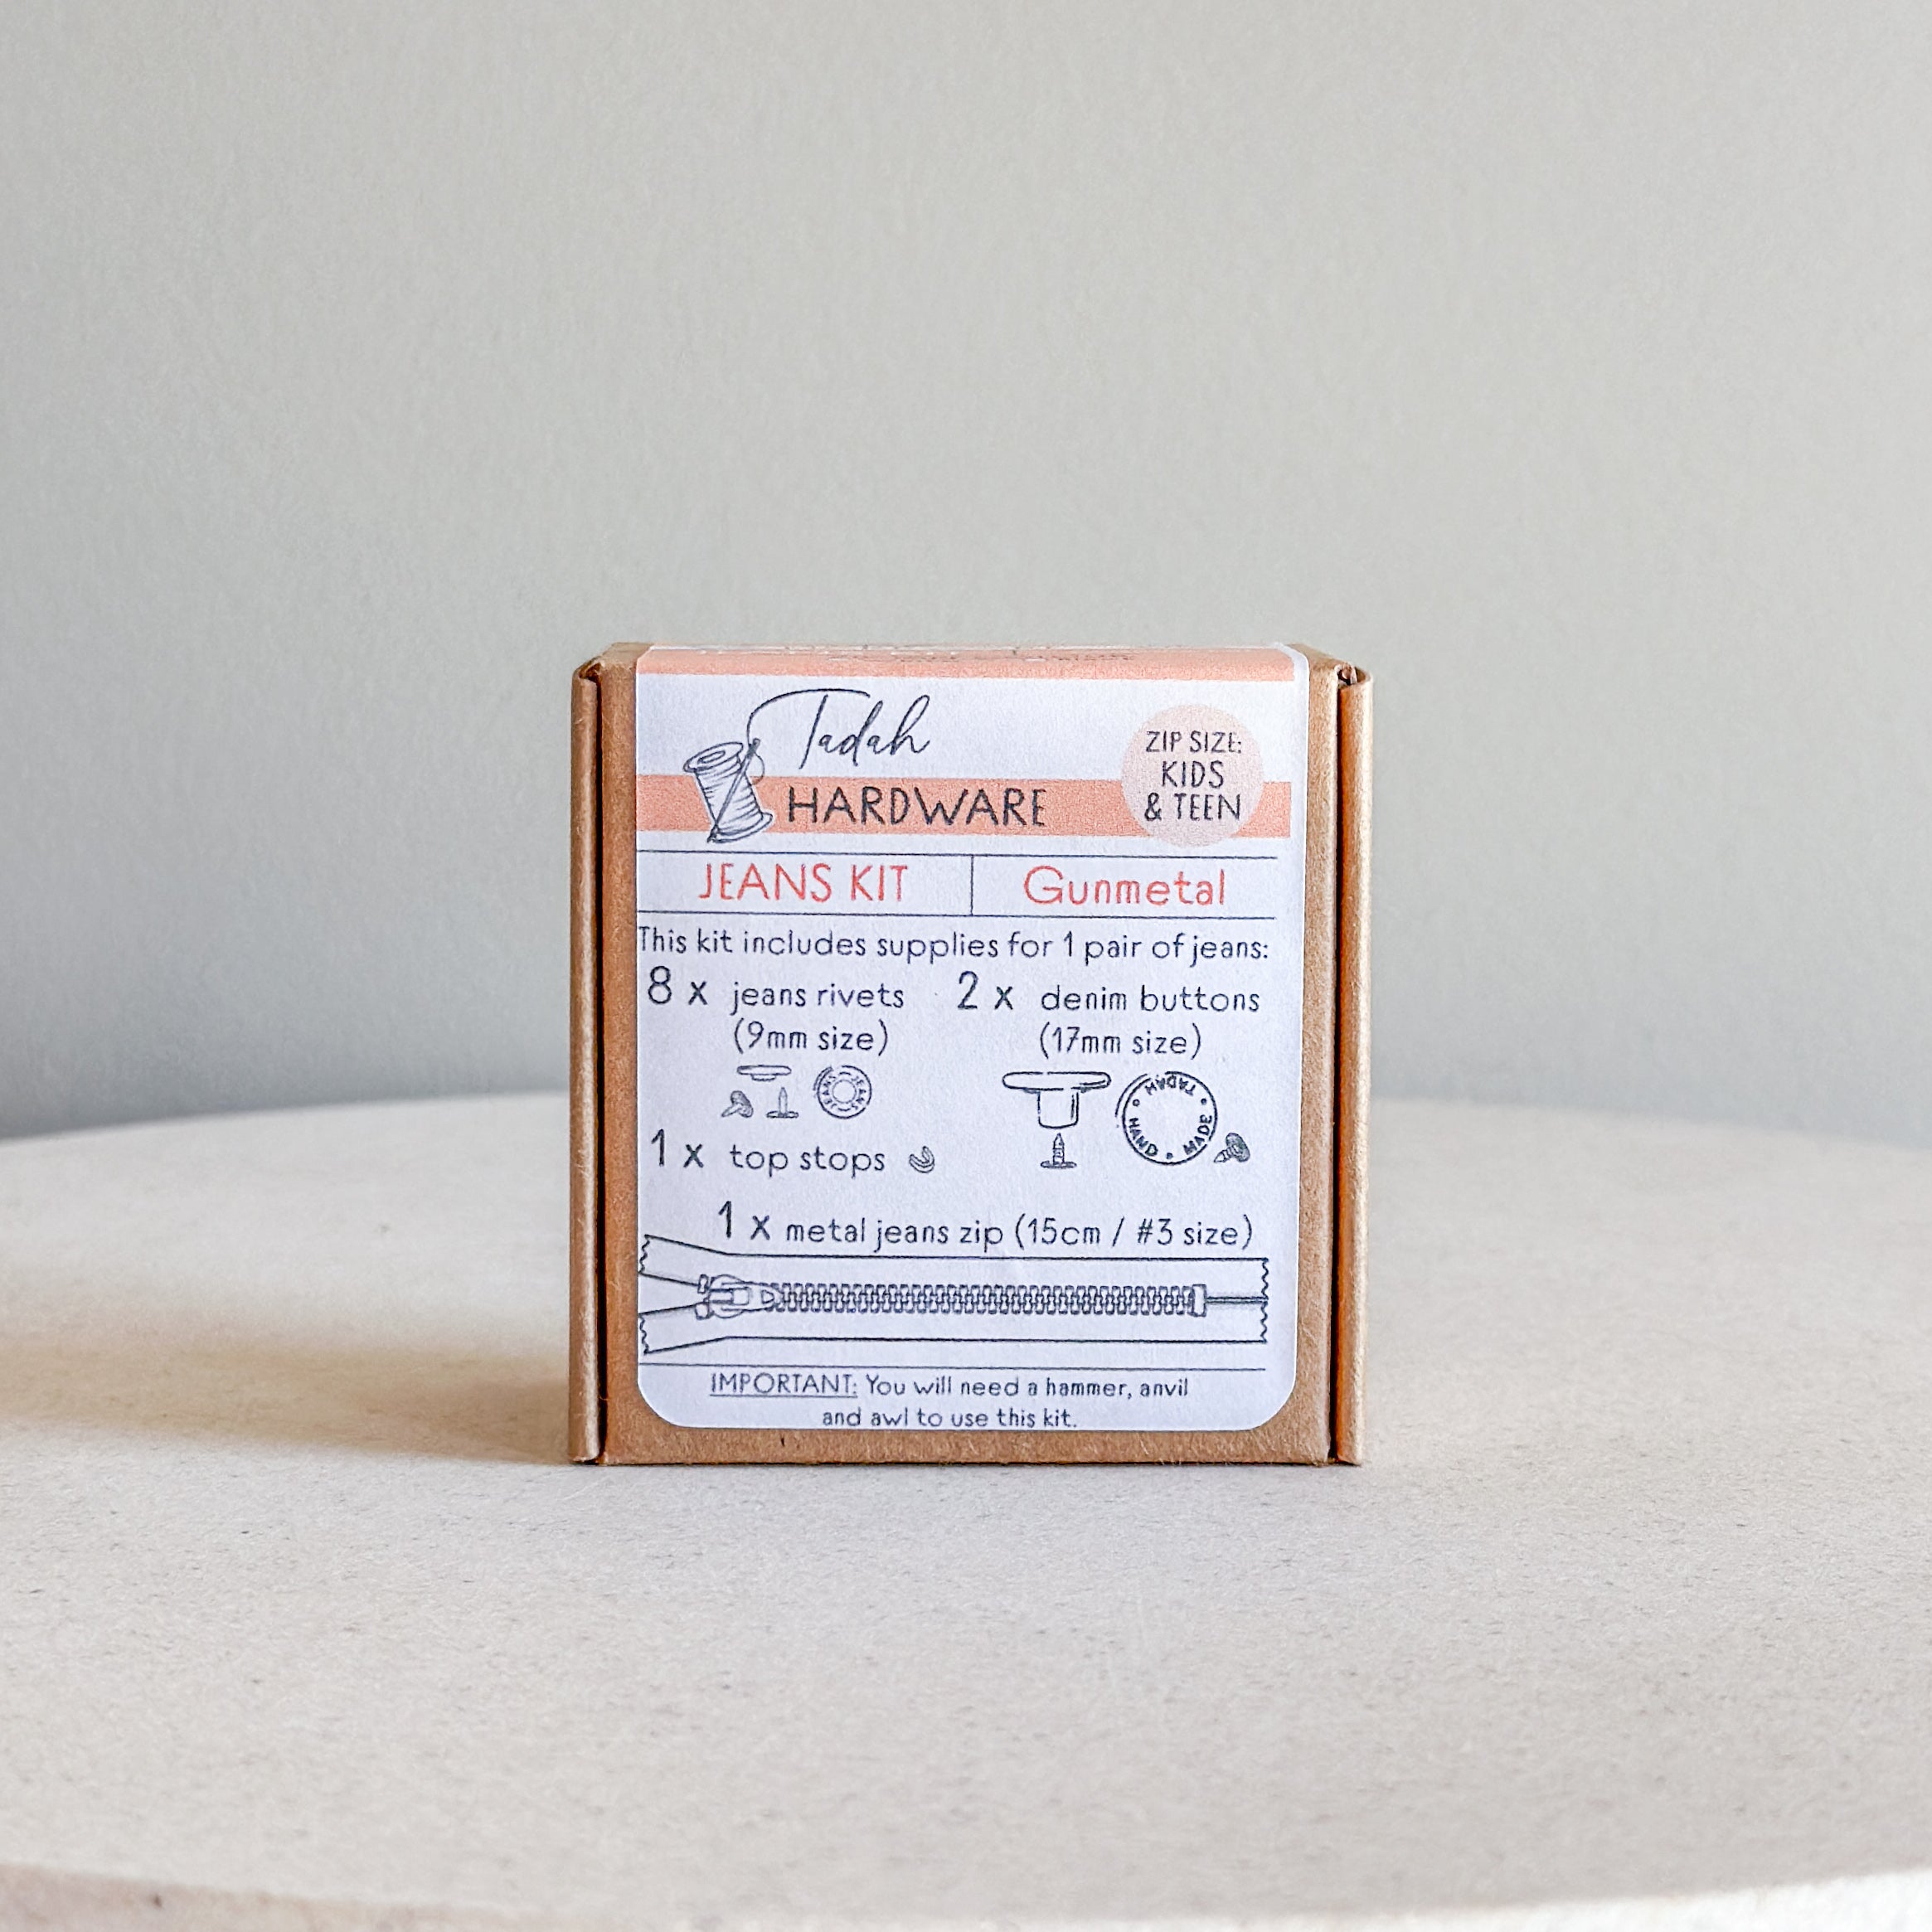 Tadah
HARDWARE
ZIP SIZE:
KIDS
& TEEN
JEANS KIT
Gunmetal
This kit includes supplies for 1 pair of jeans:
8 x jeans rivets
(9mm size)
2 x denim buttons
(17mm size)
JEANS JEANS
TADAH
HAND • MADE
1 x top stops
1 x metal jeans zip (15cm / #3 size)
IMPORTANT: You will need a hammer, anvil
and awl to use this kit.